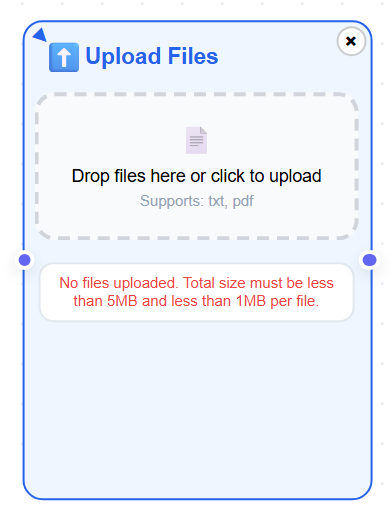 Upload Files
Drop files here or click to upload
Supports: txt, pdf
No files uploaded. Total size must be less
than 5MB and less than 1MB per file.